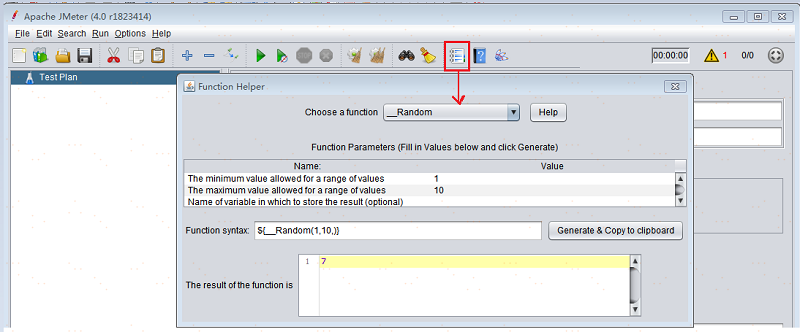 Apache JMeter (4.0 r1823414)
File Edit Search Run Options Help
00:00:00 1 0/0
Test Plan
Function Helper
Choose a function __Random Help
Function Parameters (Fill in Values below and click Generate)
Name: Value
The minimum value allowed for a range of values 1
The maximum value allowed for a range of values 10
Name of variable in which to store the result (optional)
Function syntax: ${__Random(1,10,)} Generate & Copy to clipboard
1 7
The result of the function is